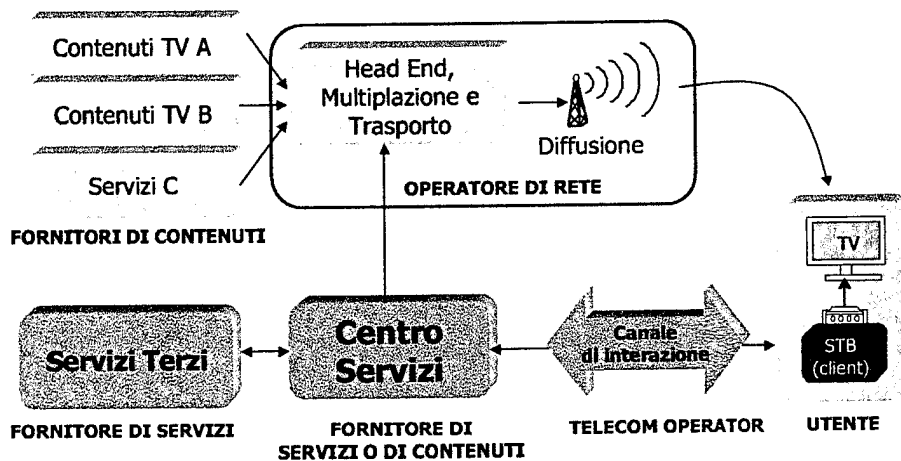 Contenuti TV A
Contenuti TV B
Servizi C
FORNITORI DI CONTENUTI
Head End,
Multiplazione e
Trasporto
Diffusione
OPERATORE DI RETE
TV
STB
(client)
UTENTE
Servizi Terzi
FORNITORE DI SERVIZI
Centro
Servizi
FORNITORE DI
SERVIZI O DI CONTENUTI
Canale
di Interazione
TELECOM OPERATOR